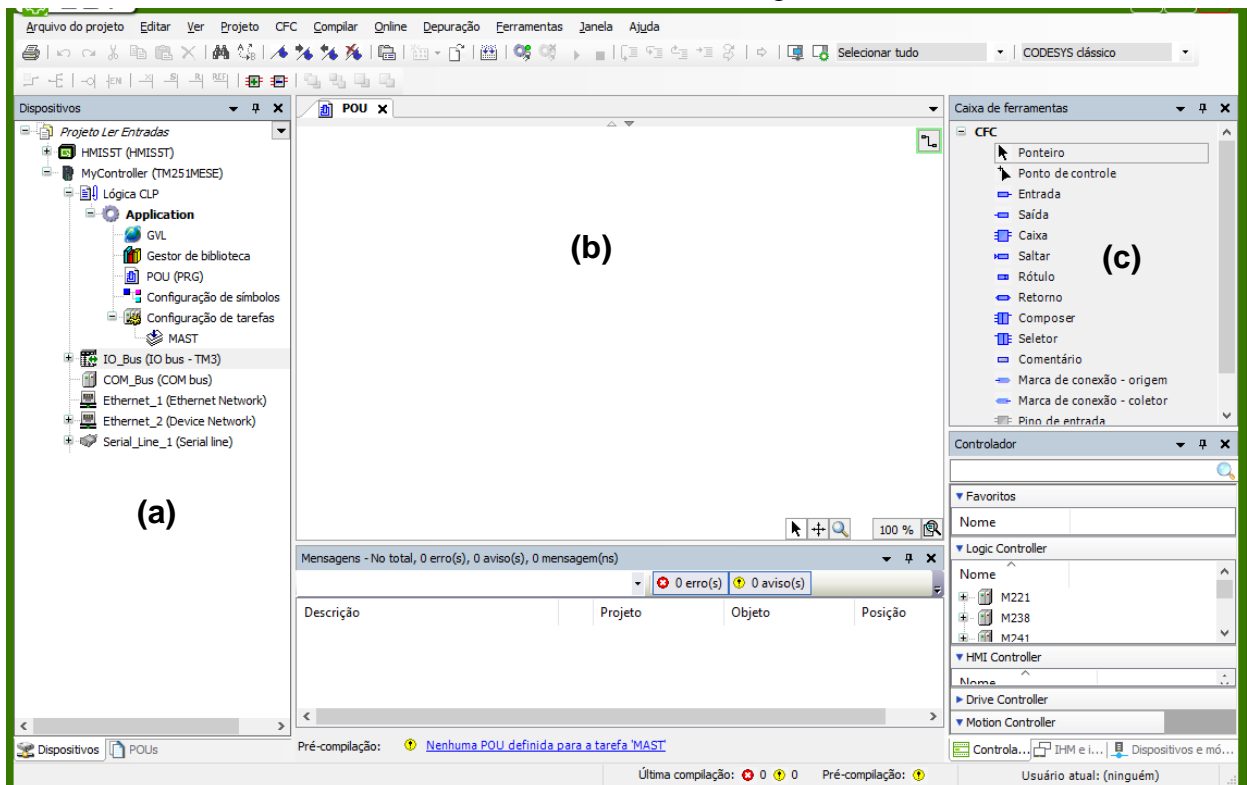 Arquivo do projeto Editar Ver Projeto CFC Compilar Online Depuração Ferramentas Janela Ajuda
Selecionar tudo CODESYS clássico
Dispositivos
Projeto Ler Entradas
HMIS5T (HMIS5T)
MyController (TM251MESE)
Lógica CLP
Application
GVL
Gestor de biblioteca
POU (PRG)
Configuração de símbolos
Configuração de tarefas
MAST
IO_Bus (IO bus - TM3)
COM_Bus (COM bus)
Ethernet_1 (Ethernet Network)
Ethernet_2 (Device Network)
Serial_Line_1 (Serial line)
(a)
Dispositivos POUs
POU
(b)
100 %
Mensagens - No total, 0 erro(s), 0 aviso(s), 0 mensagem(ns)
0 erro(s) 0 aviso(s)
Descrição Projeto Objeto Posição
Pré-compilação: Nenhuma POU definida para a tarefa 'MAST'
Caixa de ferramentas
CFC
Ponteiro
Ponto de controle
Entrada
Saída
Caixa
Saltar
Rótulo
Retorno
Composer
Seletor
Comentário
Marca de conexão - origem
Marca de conexão - coletor
Pino de entrada
(c)
Controlador
Favoritos
Nome
Logic Controller
Nome
M221
M238
M241
HMI Controller
Nome
Drive Controller
Motion Controller
Controla... IHM e i... Dispositivos e mó...
Última compilação: 0 0 Pré-compilação: Usuário atual: (ninguém)